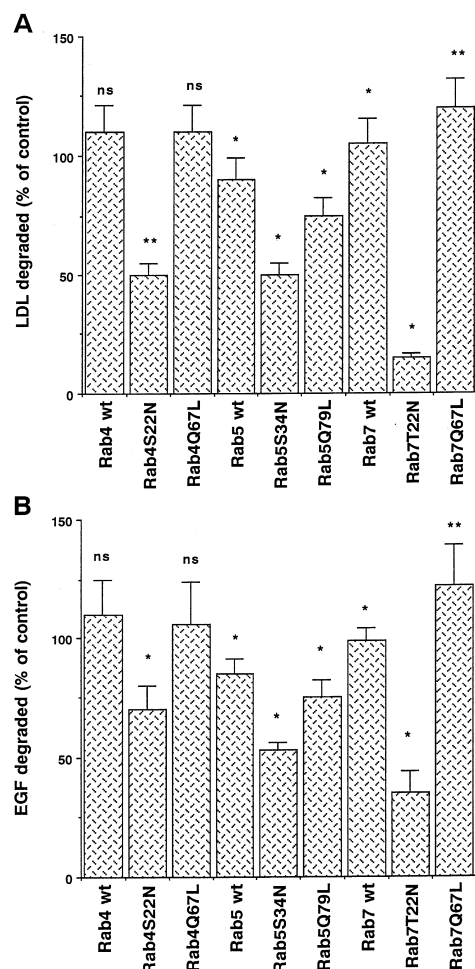 A
150
100
50
0
LDL degraded (% of control)
ns
**
ns
*
*
*
*
*
**
Rab4 wt
Rab4S22N
Rab4Q67L
Rab5 wt
Rab5S34N
Rab5Q79L
Rab7 wt
Rab7T22N
Rab7Q67L
B
150
100
50
0
EGF degraded (% of control)
ns
*
ns
*
*
*
*
*
**
Rab4 wt
Rab4S22N
Rab4Q67L
Rab5 wt
Rab5S34N
Rab5Q79L
Rab7 wt
Rab7T22N
Rab7Q67L